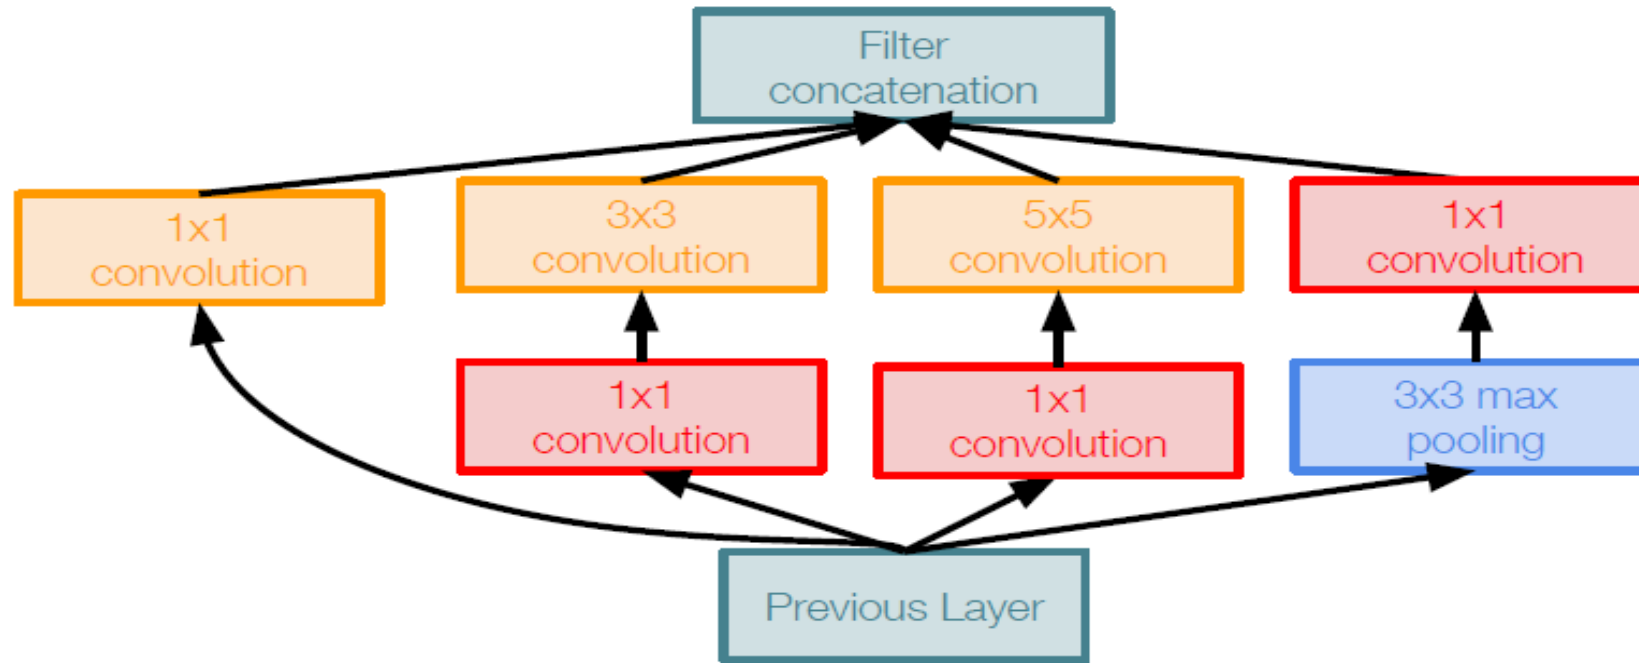 Filter
concatenation
1x1
convolution
3x3
convolution
5x5
convolution
1x1
convolution
1x1
convolution
1x1
convolution
3x3 max
pooling
Previous Layer